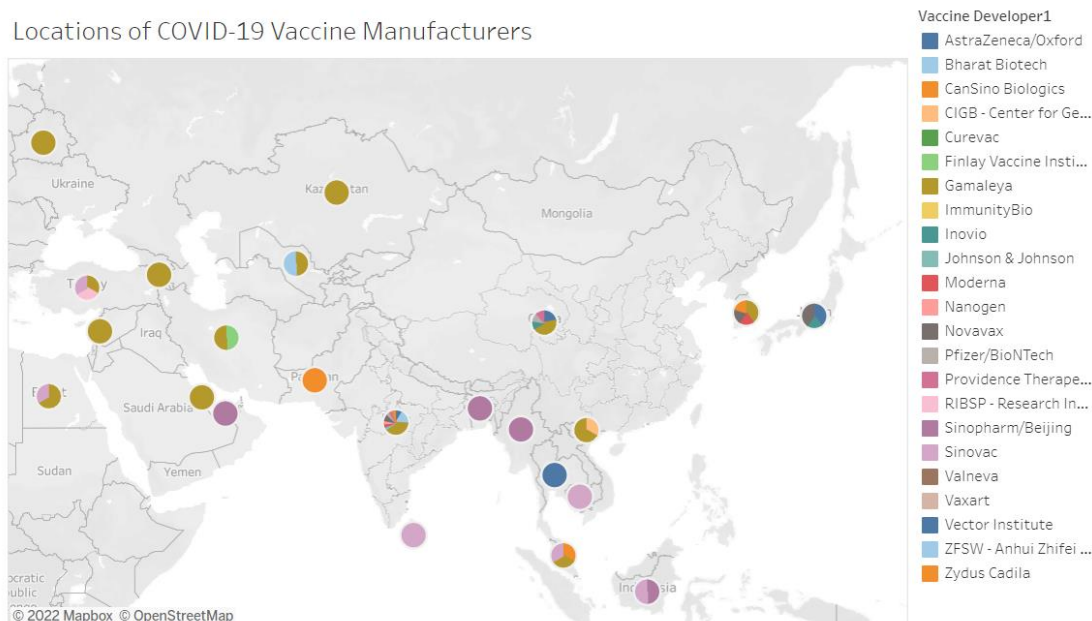 Locations of COVID-19 Vaccine Manufacturers
Vaccine Developer1
AstraZeneca/Oxford
Bharat Biotech
CanSino Biologics
CIGB - Center for Ge...
Curevac
Finlay Vaccine Insti...
Gamaleya
ImmunityBio
Inovio
Johnson & Johnson
Moderna
Nanogen
Novavax
Pfizer/BioNTech
Providence Therape...
RIBSP - Research In...
Sinopharm/Beijing
Sinovac
Valneva
Vaxart
Vector Institute
ZFSW - Anhui Zhifei ...
Zydus Cadila
Ukraine
Mongolia
Iraq
Saudi Arabia
Sudan
Yemen
© 2022 Mapbox © OpenStreetMap